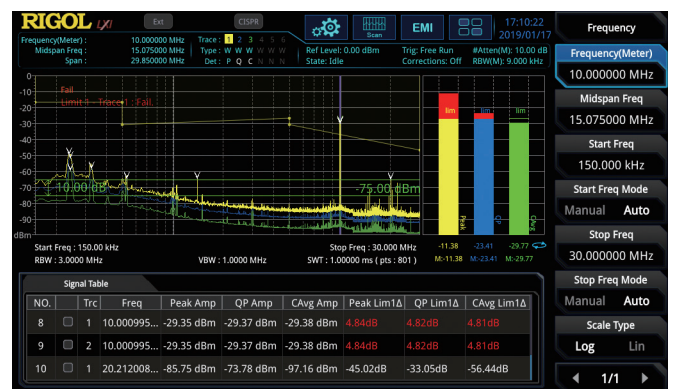 RIGOL LXI Ext CISPR Scan EMI 17:10:22 2019/01/17
Frequency(Meter) : 10.000000 MHz Trace : 1 2 3 4 5 6 Ref Level: 0.00 dBm Trig: Free Run #Atten(M): 10.00 dB
Midspan Freq : 15.075000 MHz Type : W W W W W W State: Idle Corrections: Off RBW(M): 9.000 kHz
Span : 29.850000 MHz Det : P Q C N N N
0
-10
-20
-30
-40
-50
-60
-70
-80
-90
dBm
Fail
Limit 1 - Trace 1 : Fail.
10.00 dB
-75.00 dBm
lim lim lim
Peak QP CAvg
-11.38 -23.41 -29.77
M:-11.38 M:-23.41 M:-29.77
Start Freq : 150.00 kHz Stop Freq : 30.000 MHz
RBW : 3.0000 MHz VBW : 1.0000 MHz SWT : 1.00000 ms ( pts : 801 )
Signal Table
NO. Trc Freq Peak Amp QP Amp CAvg Amp Peak Lim1Δ QP Lim1Δ CAvg Lim1Δ
8 1 10.000995... -29.35 dBm -29.37 dBm -29.38 dBm 4.84dB 4.82dB 4.81dB
9 2 10.000995... -29.35 dBm -29.37 dBm -29.38 dBm 4.84dB 4.82dB 4.81dB
10 1 20.212008... -85.75 dBm -73.78 dBm -97.16 dBm -45.02dB -33.05dB -56.44dB
Frequency
Frequency(Meter)
10.000000 MHz
Midspan Freq
15.075000 MHz
Start Freq
150.000 kHz
Start Freq Mode
Manual Auto
Stop Freq
30.000000 MHz
Stop Freq Mode
Manual Auto
Scale Type
Log Lin
1/1